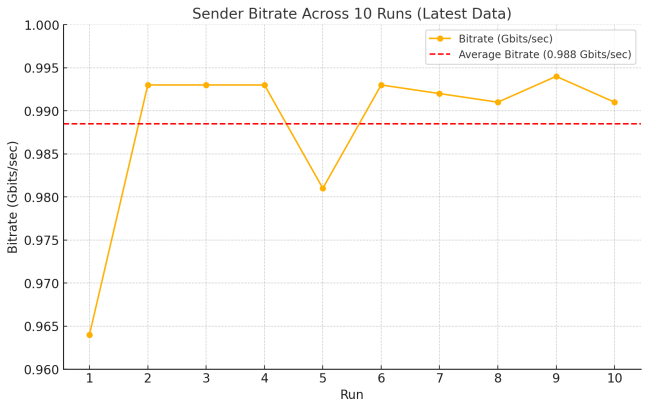 Sender Bitrate Across 10 Runs (Latest Data)
Bitrate (Gbits/sec)
Average Bitrate (0.988 Gbits/sec)
Bitrate (Gbits/sec)
1.000
0.995
0.990
0.985
0.980
0.975
0.970
0.965
0.960
1 2 3 4 5 6 7 8 9 10
Run